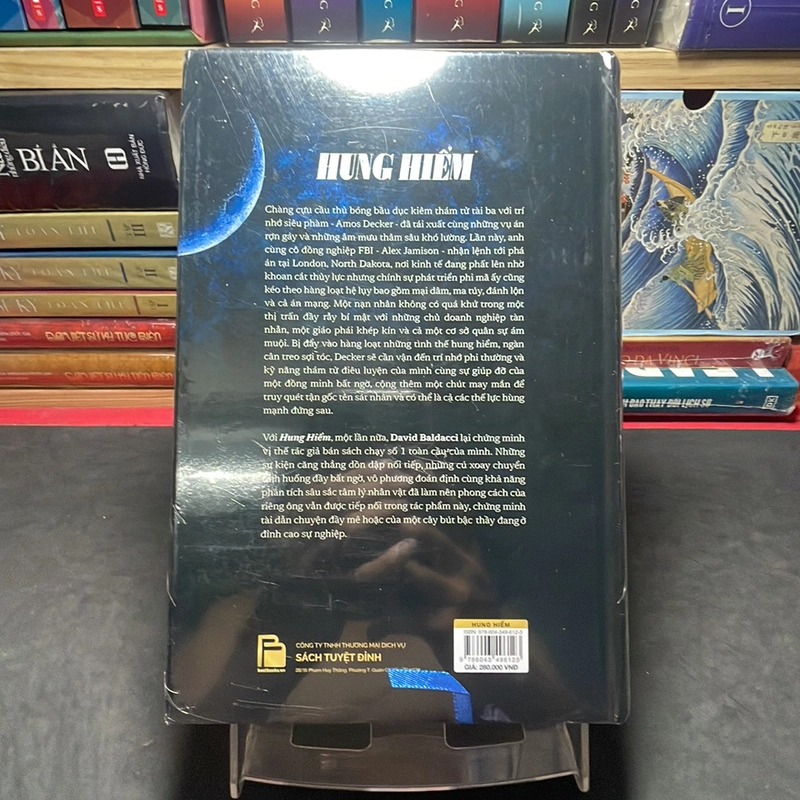 I
BÍ ẨN
NHÀ XUẤT BẢN
HỒNG ĐỨC
HUNG HIỂM
Chàng cựu cầu thủ bóng bầu dục kiêm thám tử tài ba với trí
nhớ siêu phàm - Amos Decker - đã tái xuất cùng những vụ án
rợn gáy và những âm mưu thâm sâu khó lường. Lần này, anh
cùng cô đồng nghiệp FBI - Alex Jamison - nhận lệnh tới phá
án tại London, North Dakota, nơi kinh tế đang phất lên nhờ
khoan cắt thủy lực nhưng chính sự phát triển phi mã ấy cũng
kéo theo hàng loạt hệ lụy bao gồm mại dâm, ma túy, đánh lộn
và cả án mạng. Một nạn nhân không có quá khứ trong một
thị trấn đầy rẫy bí mật với những chủ doanh nghiệp tàn
nhẫn, một giáo phái khép kín và cả một cơ sở quân sự ám
muội. Bị đẩy vào hàng loạt những tình thế hung hiểm, ngàn
cân treo sợi tóc, Decker sẽ cần vận đến trí nhớ phi thường và
kỹ năng thám tử điêu luyện của mình cùng sự giúp đỡ của
một đồng minh bất ngờ, cộng thêm một chút may mắn để
truy quét tận gốc tên sát nhân và có thể là cả các thế lực hùng
mạnh đứng sau.
Với Hung Hiểm, một lần nữa, David Baldacci lại chứng minh
vị thế tác giả bán sách chạy số 1 toàn cầu của mình. Những
sự kiện căng thẳng dồn dập nối tiếp, những cú xoay chuyển
tình huống đầy bất ngờ, vô phương đoán định cùng khả năng
phân tích sâu sắc tâm lý nhân vật đã làm nên phong cách của
riêng ông vẫn được tiếp nối trong tác phẩm này, chứng minh
tài dẫn chuyện đầy mê hoặc của một cây bút bậc thầy đang ở
đỉnh cao sự nghiệp.
CÔNG TY TNHH THƯƠNG MẠI DỊCH VỤ
SÁCH TUYỆT ĐỈNH
HUNG HIỂM
ISBN: 978-604-349-812-5
9 786043 498125
GIÁ: 280.000 VNĐ